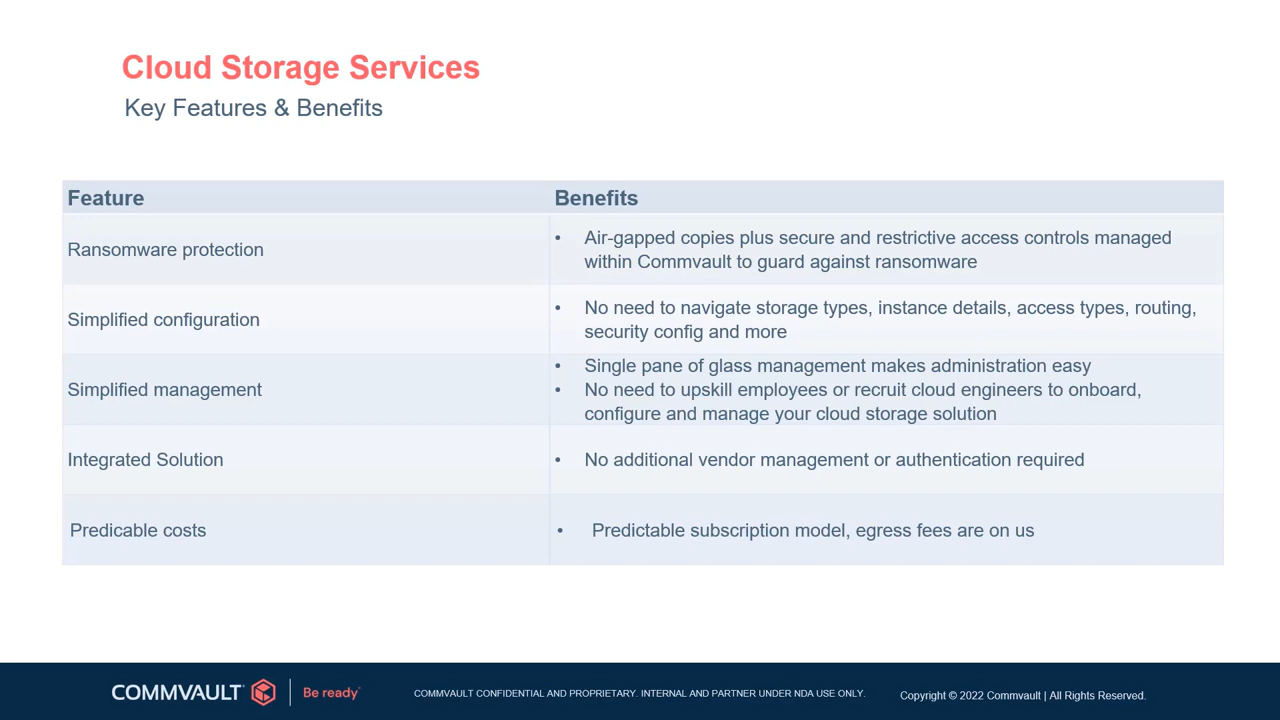 Cloud Storage Services
Key Features & Benefits
Feature
Benefits
Ransomware protection
• Air-gapped copies plus secure and restrictive access controls managed
within Commvault to guard against ransomware
Simplified configuration
• No need to navigate storage types, instance details, access types, routing,
security config and more
Simplified management
• Single pane of glass management makes administration easy
• No need to upskill employees or recruit cloud engineers to onboard,
configure and manage your cloud storage solution
Integrated Solution
• No additional vendor management or authentication required
Predicable costs
• Predictable subscription model, egress fees are on us
COMMVAULT
Be ready
COMMVAULT CONFIDENTIAL AND PROPRIETARY. INTERNAL AND PARTNER UNDER NDA USE ONLY.
Copyright © 2022 Commvault | All Rights Reserved.